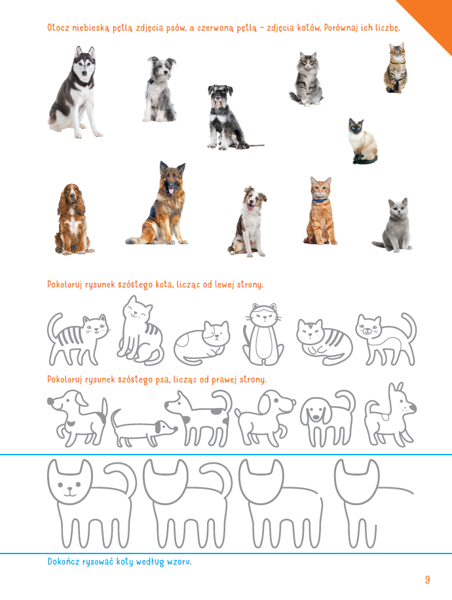 Otocz niebieską pętlą zdjęcia psów, a czerwoną pętlą – zdjęcia kotów. Porównaj ich liczbę.
Pokoloruj rysunek szóstego kota, licząc od lewej strony.
Pokoloruj rysunek szóstego psa, licząc od prawej strony.
Dokończ rysować koty według wzoru.
9